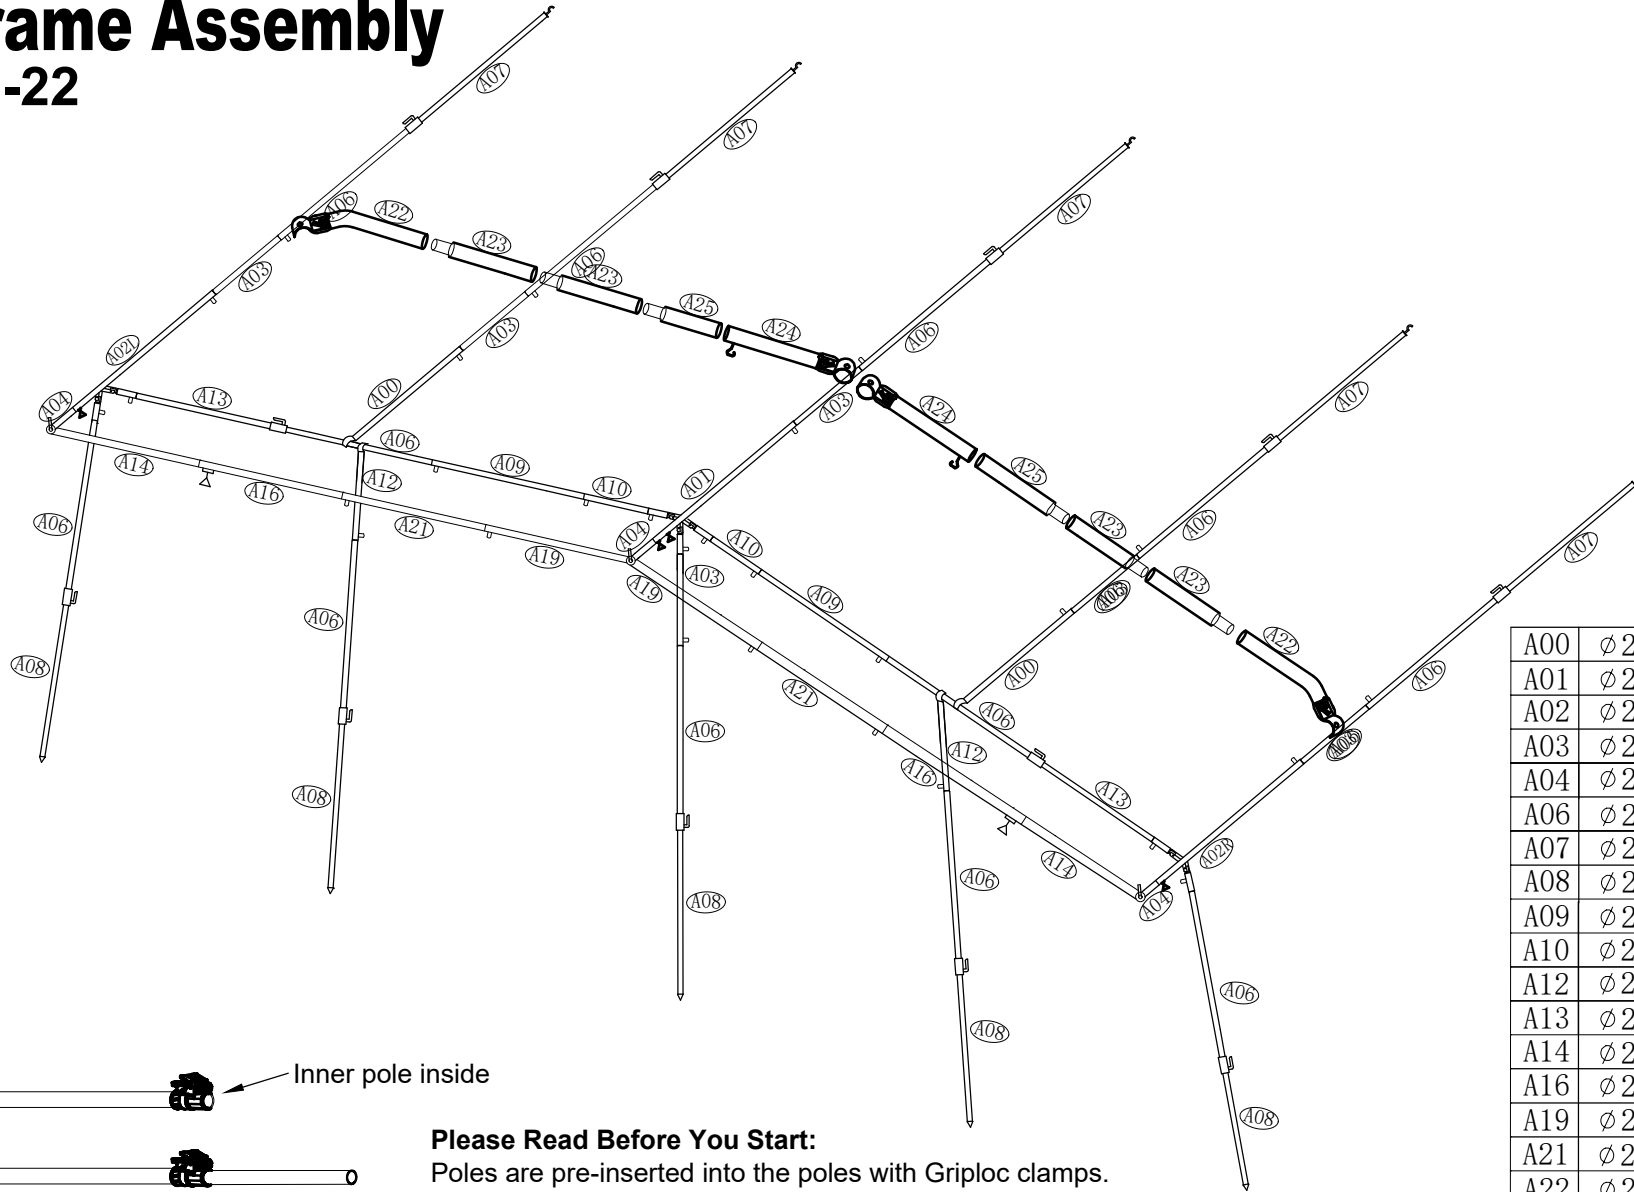 rame Assembly
-22
A07
A07
A07
A07
A07
A06
A22
A23
A06
A23
A25
A24
A03
A03
A06
A03
A02L
A00
A04
A13
A06
A09
A10
A01
A14
A16
A12
A21
A19
A04
A10
A03
A19
A09
A24
A25
A23
A06
A23
A22
A06
A00
A06
A12
A21
A16
A13
A14
A02R
A04
A06
A06
A06
A06
A06
A08
A08
A08
A08
A08
A00 ⌀2
A01 ⌀2
A02 ⌀2
A03 ⌀2
A04 ⌀2
A06 ⌀2
A07 ⌀2
A08 ⌀2
A09 ⌀2
A10 ⌀2
A12 ⌀2
A13 ⌀2
A14 ⌀2
A16 ⌀2
A19 ⌀2
A21 ⌀2
A22 ⌀2
Inner pole inside
Please Read Before You Start:
Poles are pre-inserted into the poles with Griploc clamps.